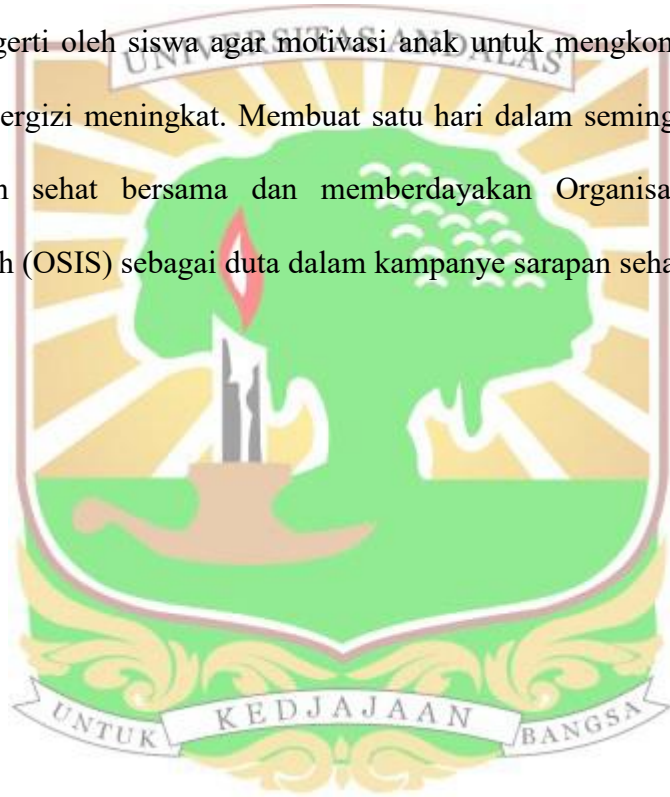 UNIVERSITAS ANDALAS
gerti oleh siswa agar motivasi anak untuk mengkon
ergizi meningkat. Membuat satu hari dalam seming
sehat bersama dan memberdayakan Organisa
h (OSIS) sebagai duta dalam kampanye sarapan seha
UNTUK KEDJAJAAN BANGSA